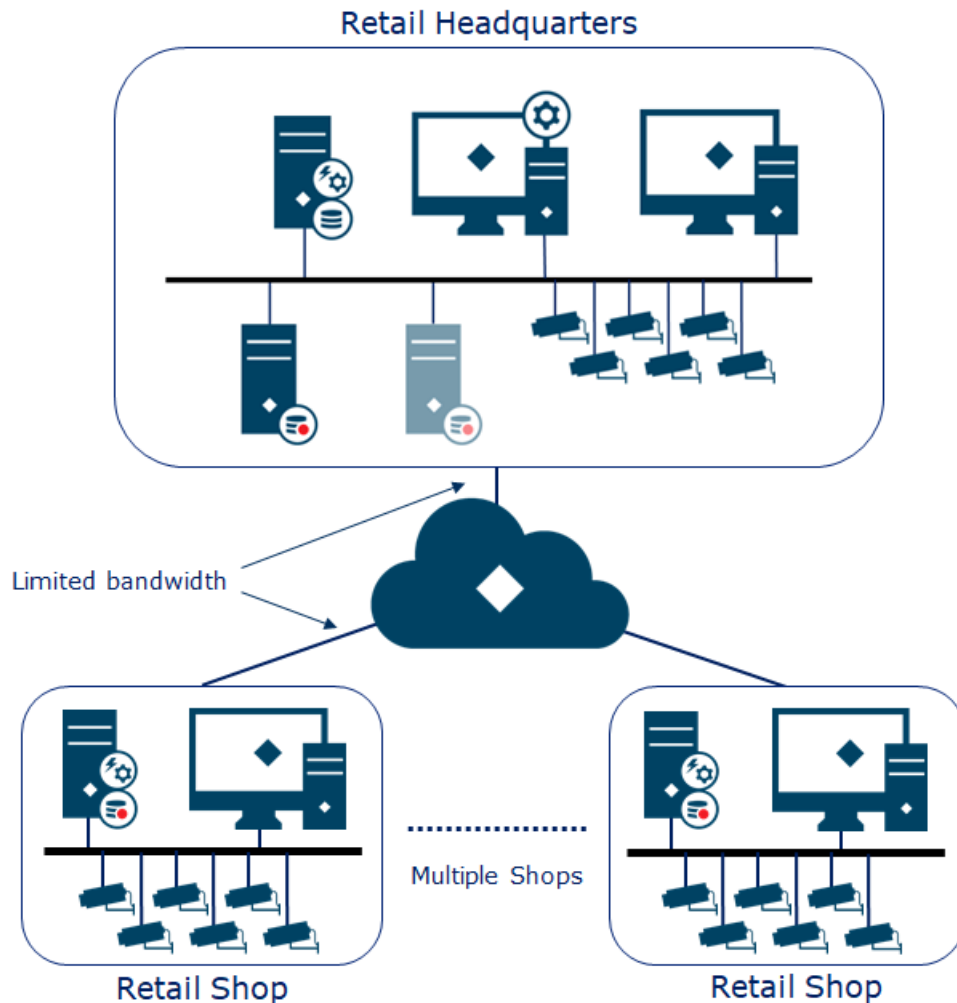 Retail Headquarters
Limited bandwidth
Multiple Shops
Retail Shop
Retail Shop